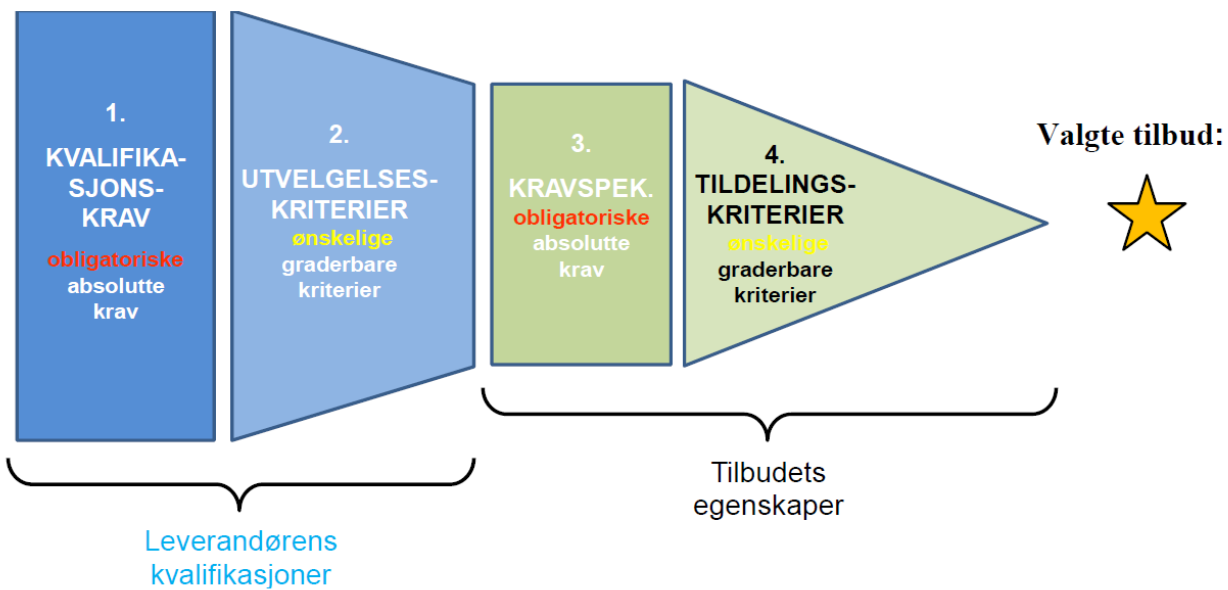 1.
KVALIFIKA-
SJONS-
KRAV
obligatoriske
absolutte
krav
2.
UTVELGELSES-
KRITERIER
ønskelige
graderbare
kriterier
3.
KRAVSPEK.
obligatoriske
absolutte
krav
4.
TILDELINGS-
KRITERIER
ønskelige
graderbare
kriterier
Valgte tilbud:
Leverandørens
kvalifikasjoner
Tilbudets
egenskaper